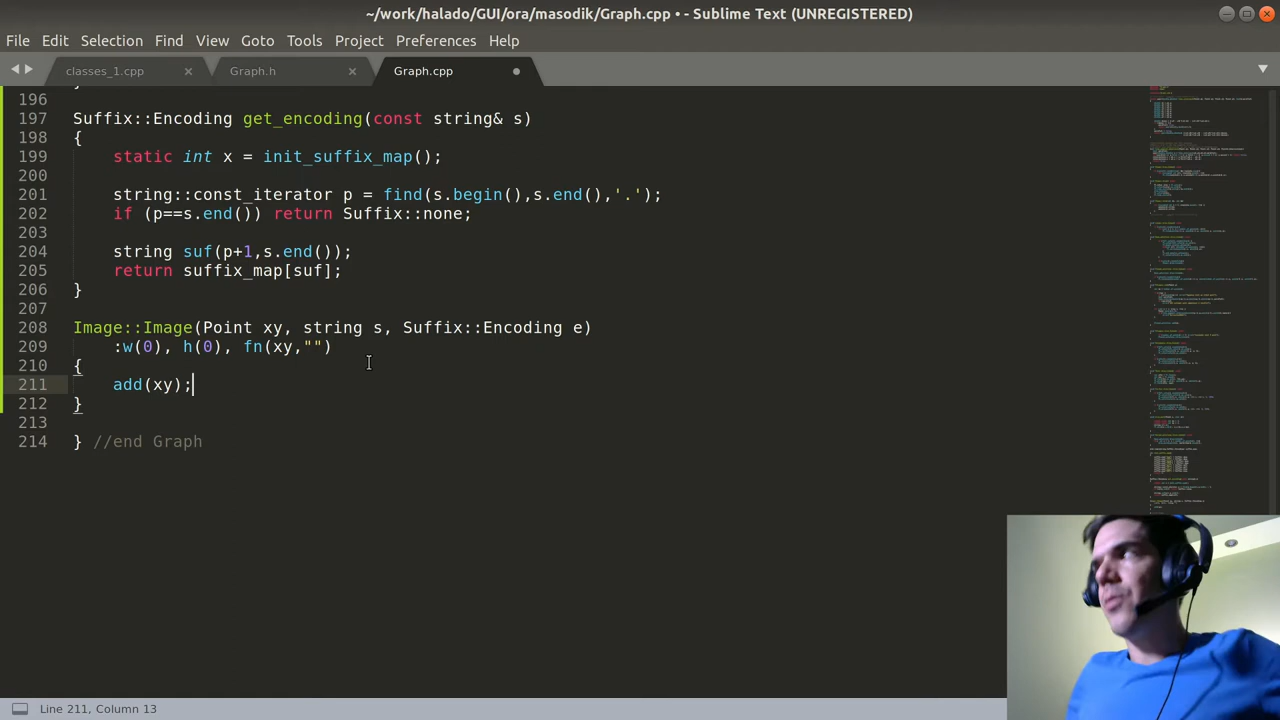 ~/work/halado/GUI/ora/masodik/Graph.cpp • - Sublime Text (UNREGISTERED)
File Edit Selection Find View Goto Tools Project Preferences Help
classes_1.cpp Graph.h Graph.cpp
196
197 Suffix::Encoding get_encoding(const string& s)
198 {
199 static int x = init_suffix_map();
200
201 string::const_iterator p = find(s.begin(),s.end(),'.');
202 if (p==s.end()) return Suffix::none;
203
204 string suf(p+1,s.end());
205 return suffix_map[suf];
206 }
207
208 Image::Image(Point xy, string s, Suffix::Encoding e)
209 :w(0), h(0), fn(xy,"")
210 {
211 add(xy);
212 }
213
214 } //end Graph
Line 211, Column 13